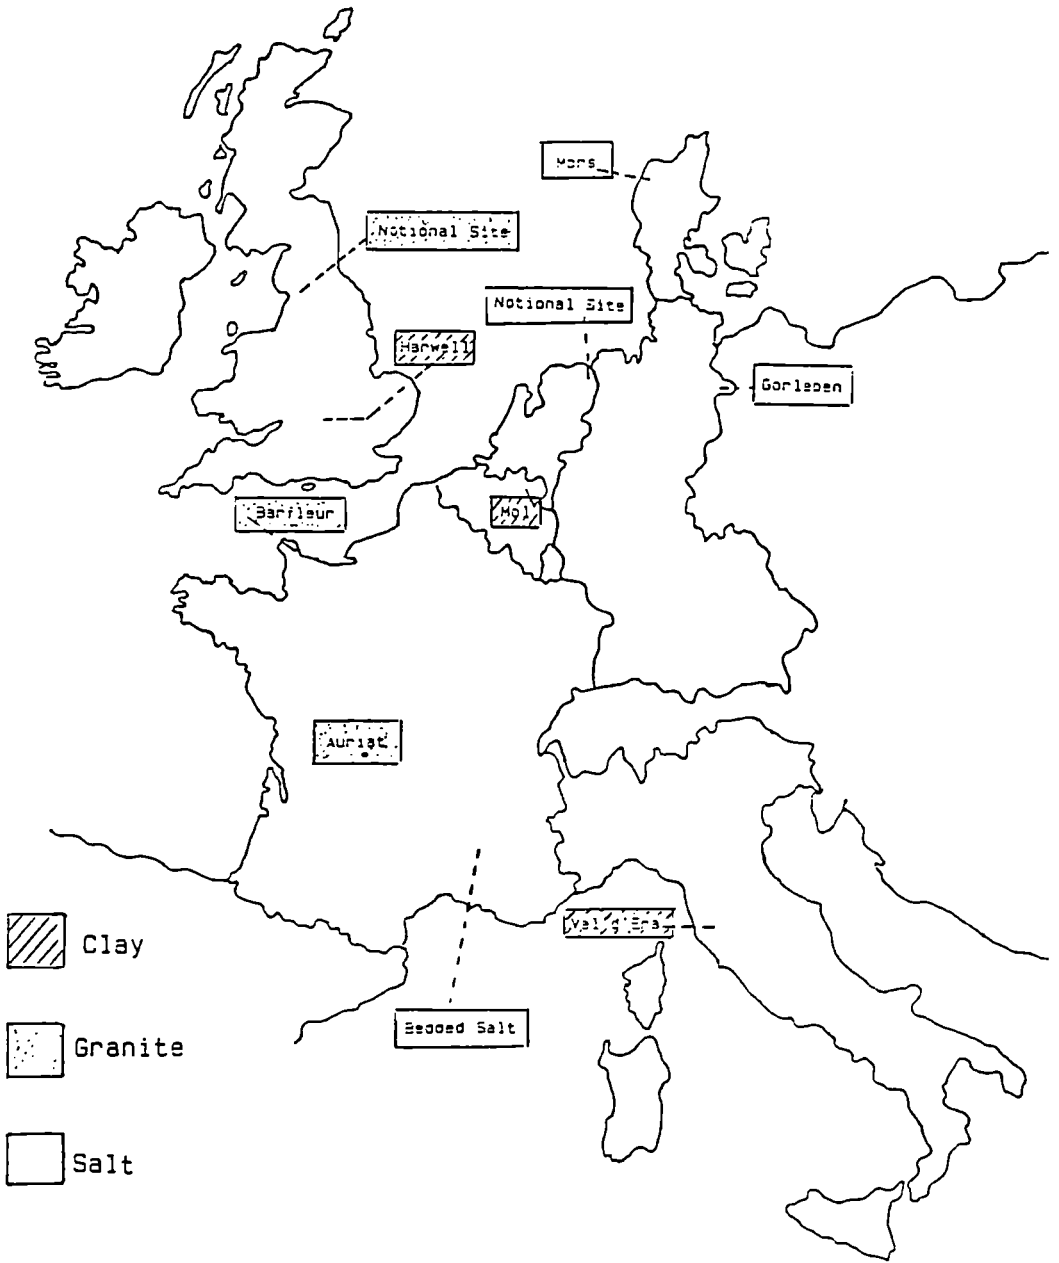 Mors
Notional Site
Notional Site
Harwell
Gorleben
Barfleur
Mol
Auriat
Val d'Era
Clay
Bedded Salt
Granite
Salt